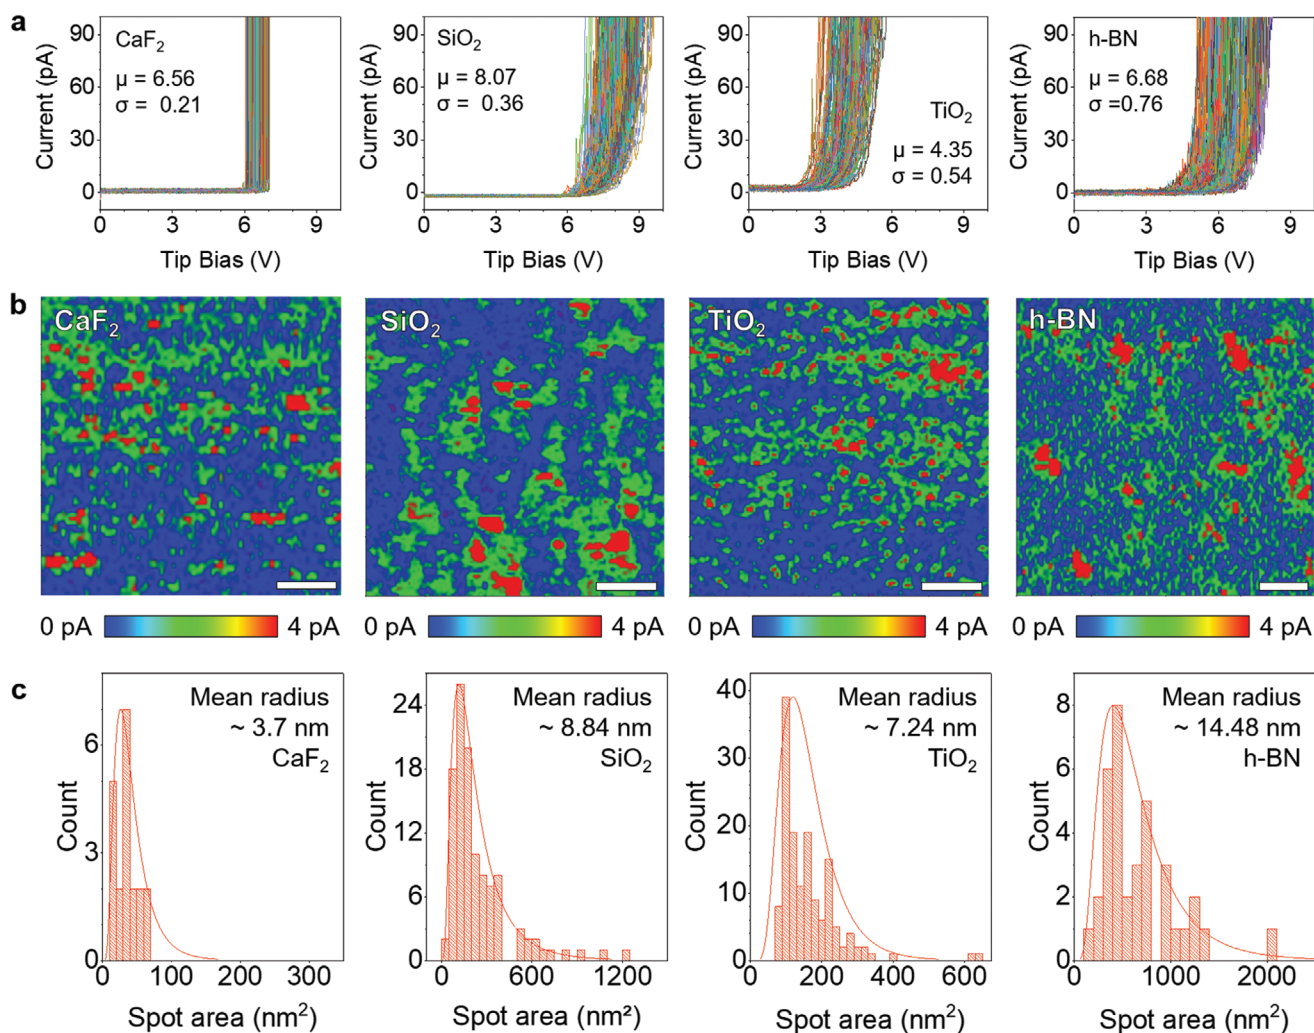 a
Current (pA)
90
60
30
0
CaF₂
μ = 6.56
σ = 0.21
0 3 6 9
Tip Bias (V)
Current (pA)
90
60
30
0
SiO₂
μ = 8.07
σ = 0.36
0 3 6 9
Tip Bias (V)
Current (pA)
90
60
30
0
TiO₂
μ = 4.35
σ = 0.54
0 3 6 9
Tip Bias (V)
Current (pA)
90
60
30
0
h-BN
μ = 6.68
σ =0.76
0 3 6 9
Tip Bias (V)
b
CaF₂
SiO₂
TiO₂
h-BN
0 pA 4 pA
0 pA 4 pA
0 pA 4 pA
0 pA 4 pA
c
Count
6
3
0
Mean radius
~ 3.7 nm
CaF₂
0 100 200 300
Spot area (nm²)
Count
24
18
12
6
0
Mean radius
~ 8.84 nm
SiO₂
0 600 1200
Spot area (nm²)
Count
40
30
20
10
0
Mean radius
~ 7.24 nm
TiO₂
0 200 400 600
Spot area (nm²)
Count
8
6
4
2
0
Mean radius
~ 14.48 nm
h-BN
0 1000 2000
Spot area (nm²)